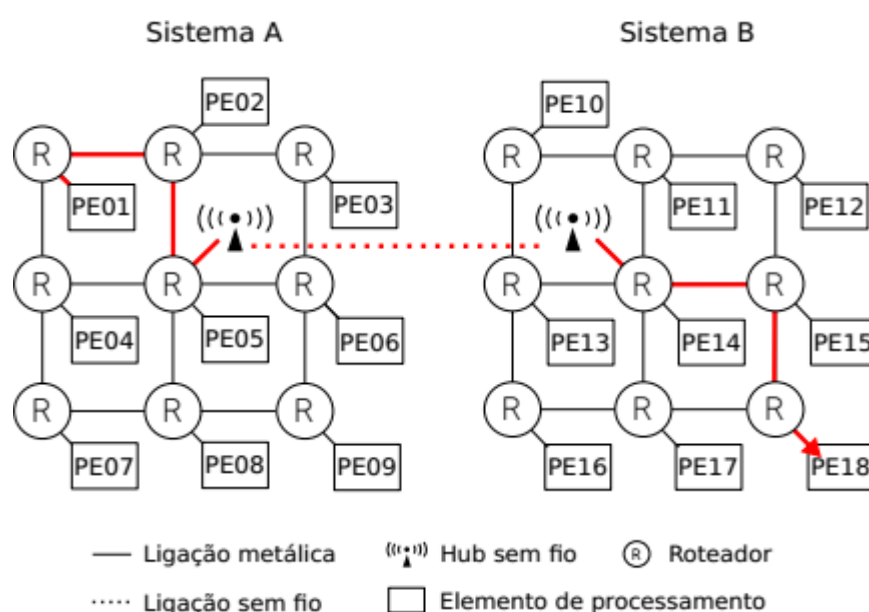 Sistema A
Sistema B
PE02
PE10
R R R
R R R
PE01
PE03
PE11
PE12
R R R
R R R
PE04
PE05
PE06
PE13
PE14
PE15
R R R
R R R
PE07
PE08
PE09
PE16
PE17
PE18
Ligação metálica
Hub sem fio
R Roteador
Ligação sem fio
Elemento de processamento